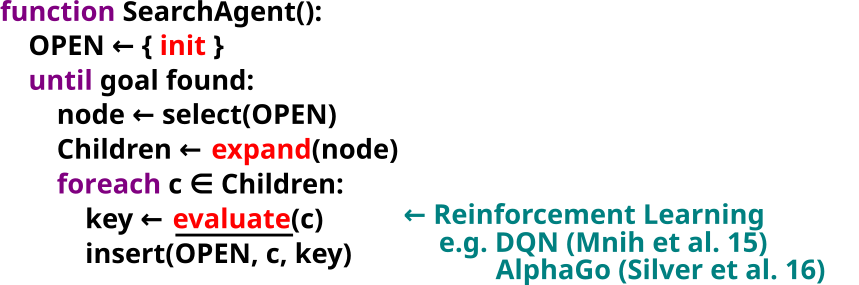 function SearchAgent():
OPEN ← { init }
until goal found:
node ← select(OPEN)
Children ← expand(node)
foreach c ∈ Children:
key ← evaluate(c)
← Reinforcement Learning
insert(OPEN, c, key)
e.g. DQN (Mnih et al. 15)
AlphaGo (Silver et al. 16)